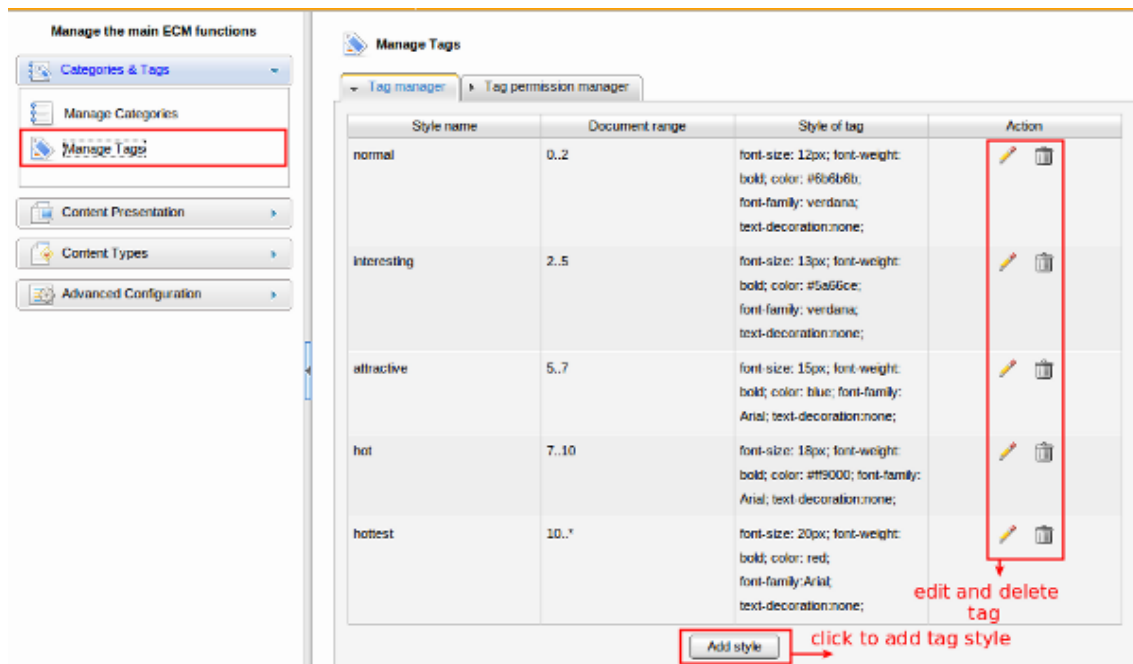 Manage the main ECM functions
Categories & Tags
Manage Categories
Manage Tags
Content Presentation
Content Types
Advanced Configuration
Manage Tags
Tag manager
Tag permission manager
Style name Document range Style of tag Action
normal 0..2 font-size: 12px; font-weight:
bold; color: #6b6b6b;
font-family: verdana;
text-decoration:none;
interesting 2..5 font-size: 13px; font-weight:
bold; color: #5a66ce;
font-family: verdana;
text-decoration:none;
attractive 5..7 font-size: 15px; font-weight:
bold; color: blue; font-family:
Arial; text-decoration:none;
hot 7..10 font-size: 18px; font-weight:
bold; color: #ff9000; font-family:
Arial; text-decoration:none;
hottest 10..* font-size: 20px; font-weight:
bold; color: red;
font-family:Arial;
text-decoration:none;
edit and delete
tag
Add style
click to add tag style